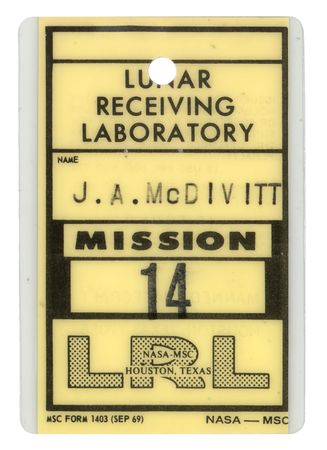 LUNAR
RECEIVING
LABORATORY
NAME
J.A.McDIVITT
MISSION
14
LRL
NASA-MSC
HOUSTON, TEXAS
MSC FORM 1403 (SEP 69) NASA — MSC